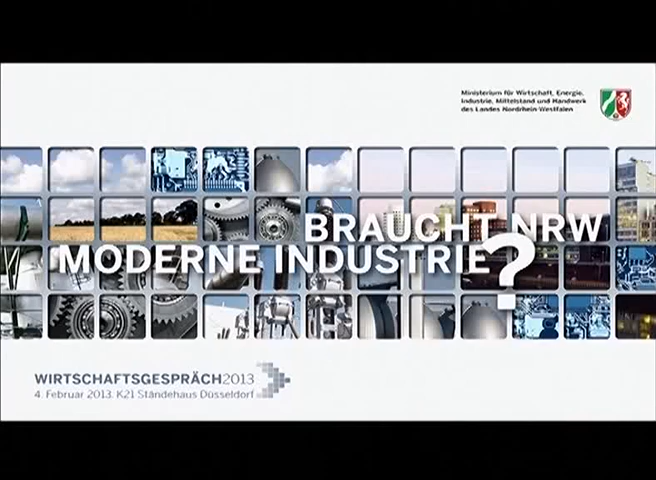 Ministerium für Wirtschaft, Energie,
Industrie, Mittelstand und Handwerk
des Landes Nordrhein-Westfalen
BRAUCHT NRW
MODERNE INDUSTRIE?
WIRTSCHAFTSGESPRÄCH2013
4. Februar 2013. K21 Ständehaus Düsseldorf